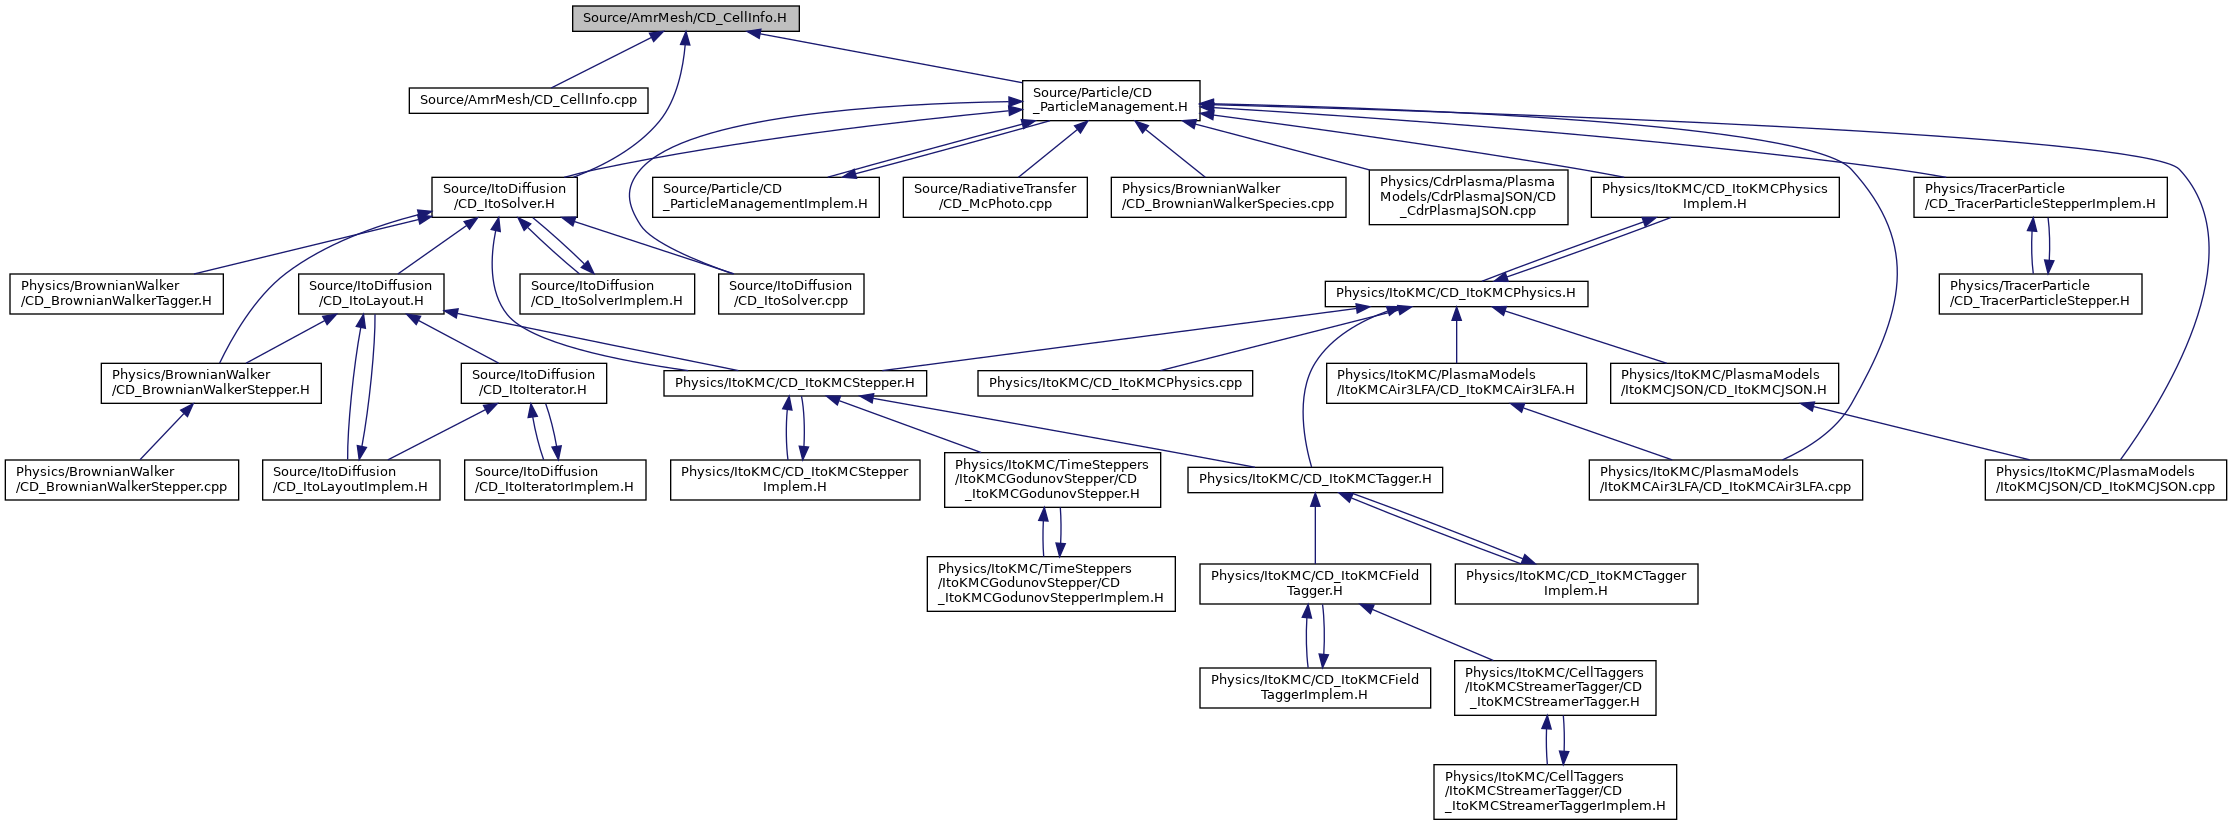 Source/AmrMesh/CD_CellInfo.H
Source/AmrMesh/CD_CellInfo.cpp
Source/Particle/CD
_ParticleManagement.H
Source/ItoDiffusion
/CD_ItoSolver.H
Source/Particle/CD
_ParticleManagementImplem.H
Source/RadiativeTransfer
/CD_McPhoto.cpp
Physics/BrownianWalker
/CD_BrownianWalkerSpecies.cpp
Physics/CdrPlasma/Plasma
Models/CdrPlasmaJSON/CD
_CdrPlasmaJSON.cpp
Physics/ItoKMC/CD_ItoKMCPhysics
Implem.H
Physics/TracerParticle
/CD_TracerParticleStepperImplem.H
Physics/BrownianWalker
/CD_BrownianWalkerTagger.H
Source/ItoDiffusion
/CD_ItoLayout.H
Source/ItoDiffusion
/CD_ItoSolverImplem.H
Source/ItoDiffusion
/CD_ItoSolver.cpp
Physics/ItoKMC/CD_ItoKMCPhysics.H
Physics/TracerParticle
/CD_TracerParticleStepper.H
Physics/BrownianWalker
/CD_BrownianWalkerStepper.H
Source/ItoDiffusion
/CD_ItoIterator.H
Physics/ItoKMC/CD_ItoKMCStepper.H
Physics/ItoKMC/CD_ItoKMCPhysics.cpp
Physics/ItoKMC/PlasmaModels
/ItoKMCAir3LFA/CD_ItoKMCAir3LFA.H
Physics/ItoKMC/PlasmaModels
/ItoKMCJSON/CD_ItoKMCJSON.H
Physics/BrownianWalker
/CD_BrownianWalkerStepper.cpp
Source/ItoDiffusion
/CD_ItoLayoutImplem.H
Source/ItoDiffusion
/CD_ItoIteratorImplem.H
Physics/ItoKMC/CD_ItoKMCStepper
Implem.H
Physics/ItoKMC/TimeSteppers
/ItoKMCGodunovStepper/CD
_ItoKMCGodunovStepper.H
Physics/ItoKMC/CD_ItoKMCTagger.H
Physics/ItoKMC/PlasmaModels
/ItoKMCAir3LFA/CD_ItoKMCAir3LFA.cpp
Physics/ItoKMC/PlasmaModels
/ItoKMCJSON/CD_ItoKMCJSON.cpp
Physics/ItoKMC/TimeSteppers
/ItoKMCGodunovStepper/CD
_ItoKMCGodunovStepperImplem.H
Physics/ItoKMC/CD_ItoKMCField
Tagger.H
Physics/ItoKMC/CD_ItoKMCTagger
Implem.H
Physics/ItoKMC/CD_ItoKMCField
TaggerImplem.H
Physics/ItoKMC/CellTaggers
/ItoKMCStreamerTagger/CD
_ItoKMCStreamerTagger.H
Physics/ItoKMC/CellTaggers
/ItoKMCStreamerTagger/CD
_ItoKMCStreamerTaggerImplem.H